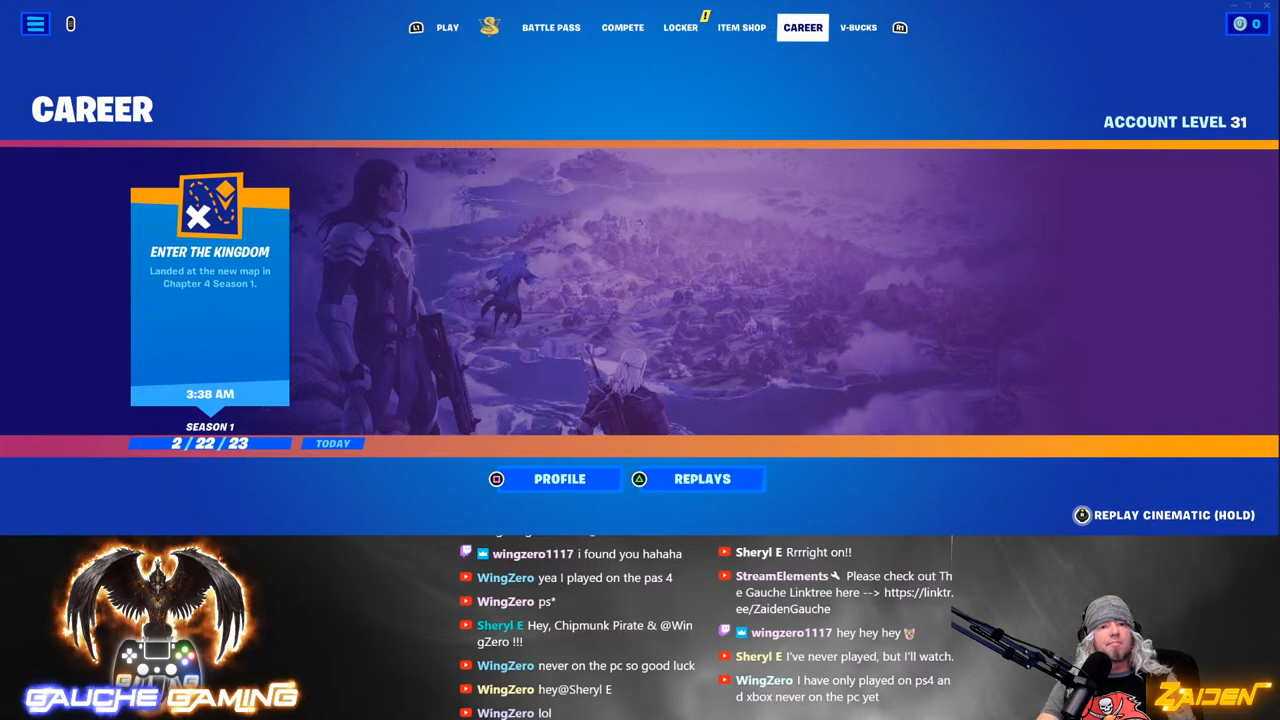 L1 PLAY BATTLE PASS COMPETE LOCKER ! ITEM SHOP CAREER V-BUCKS R1
0
CAREER
ACCOUNT LEVEL 31
ENTER THE KINGDOM
Landed at the new map in
Chapter 4 Season 1.
3:38 AM
SEASON 1
2 / 22 / 23 TODAY
PROFILE REPLAYS
REPLAY CINEMATIC (HOLD)
wingzero1117 i found you hahaha
WingZero yea I played on the pas 4
WingZero ps*
Sheryl E Hey, Chipmunk Pirate & @Win
gZero !!!
WingZero never on the pc so good luck
WingZero hey@Sheryl E
WingZero lol
Sheryl E Rrrright on!!
StreamElements Please check out Th
e Gauche Linktree here --> https://linktr.
ee/ZaidenGauche
wingzero1117 hey hey hey
Sheryl E I've never played, but I'll watch.
WingZero I have only played on ps4 an
d xbox never on the pc yet
GAUCHE GAMING
ZAIDEN